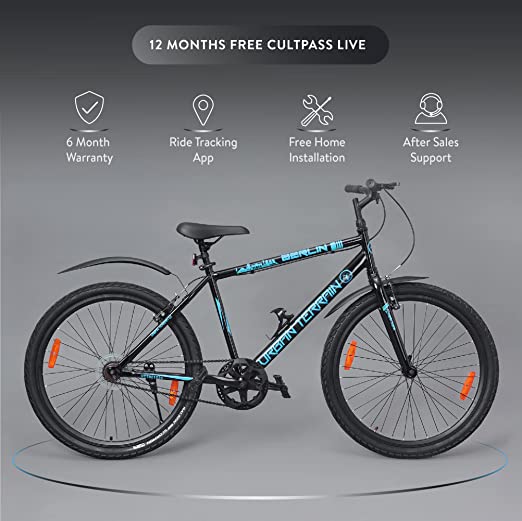 12 MONTHS FREE CULTPASS LIVE
6 Month
Warranty
Ride Tracking
App
Free Home
Installation
After Sales
Support
BERLIN
URBAN TERRAIN